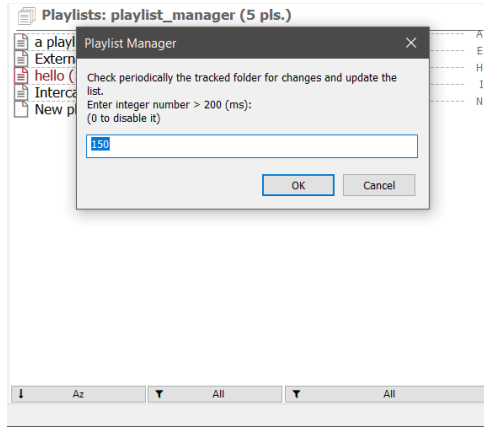 Playlists: playlist_manager (5 pls.)
a playl
Extern
hello (
Interca
New p
Playlist Manager
Check periodically the tracked folder for changes and update the
list.
Enter integer number > 200 (ms):
(0 to disable it)
150
OK Cancel
A
E
H
I
N
Az All All